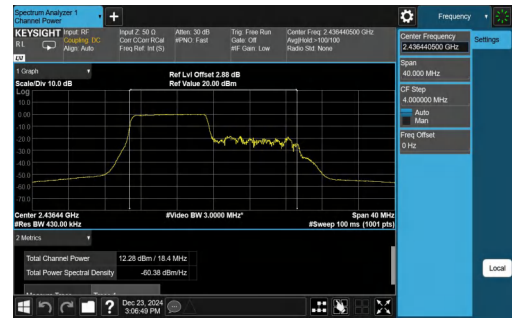 Spectrum Analyzer 1
Channel Power
+
Frequency
KEYSIGHT
RL
LXI
Input: RF
Coupling: DC
Align: Auto
Input Z: 50 Ω
Corr CCorr RCal
Freq Ref: Int (S)
Atten: 30 dB
#PNO: Fast
Trig: Free Run
Gate: Off
#IF Gain: Low
Center Freq: 2.436440500 GHz
Avg|Hold:>100/100
Radio Std: None
Center Frequency
2.436440500 GHz
Settings
Span
40.000 MHz
CF Step
4.000000 MHz
Auto
Man
Freq Offset
0 Hz
Local
1 Graph
Scale/Div 10.0 dB
Ref Lvl Offset 2.88 dB
Ref Value 20.00 dBm
Log
10.0
0.00
-10.0
-20.0
-30.0
-40.0
-50.0
-60.0
-70.0
Center 2.43644 GHz
#Video BW 3.0000 MHz*
Span 40 MHz
#Res BW 430.00 kHz
#Sweep 100 ms (1001 pts)
2 Metrics
Total Channel Power 12.28 dBm / 18.4 MHz
Total Power Spectral Density -60.38 dBm/Hz
?
Dec 23, 2024
3:06:49 PM